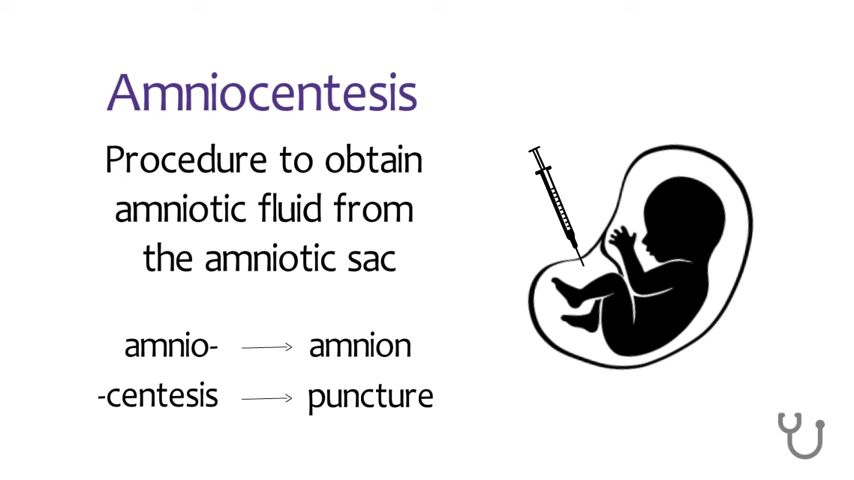 Amniocentesis
Procedure to obtain
amniotic fluid from
the amniotic sac
amnio- → amnion
-centesis → puncture